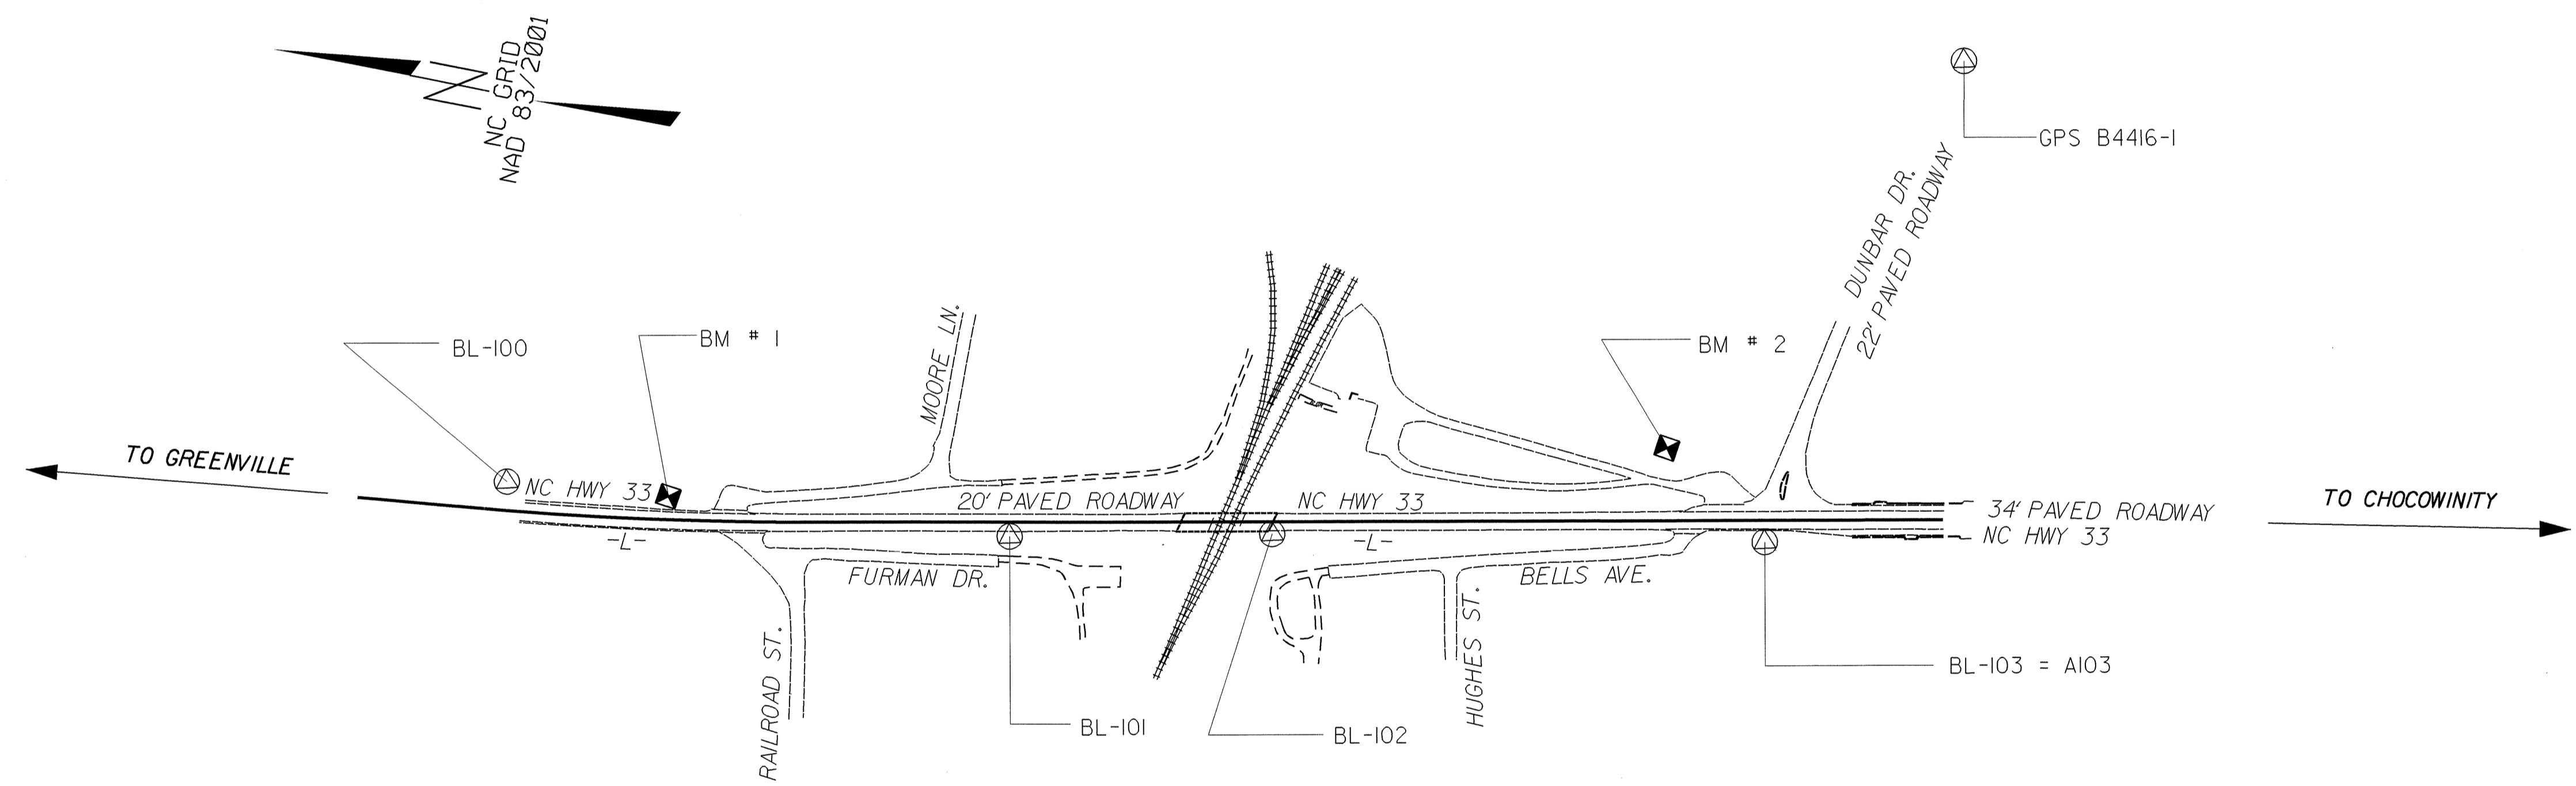 N
NC GRID
NAD 83/2001
GPS B4416-1
DUNBAR DR.
22' PAVED ROADWAY
MOORE LN.
BM # 1
BL-100
BM # 2
TO GREENVILLE
NC HWY 33
20' PAVED ROADWAY
NC HWY 33
34' PAVED ROADWAY
NC HWY 33
TO CHOCOWINITY
-L-
-L-
FURMAN DR.
BELLS AVE.
RAILROAD ST.
HUGHES ST.
BL-101
BL-102
BL-103 = A103